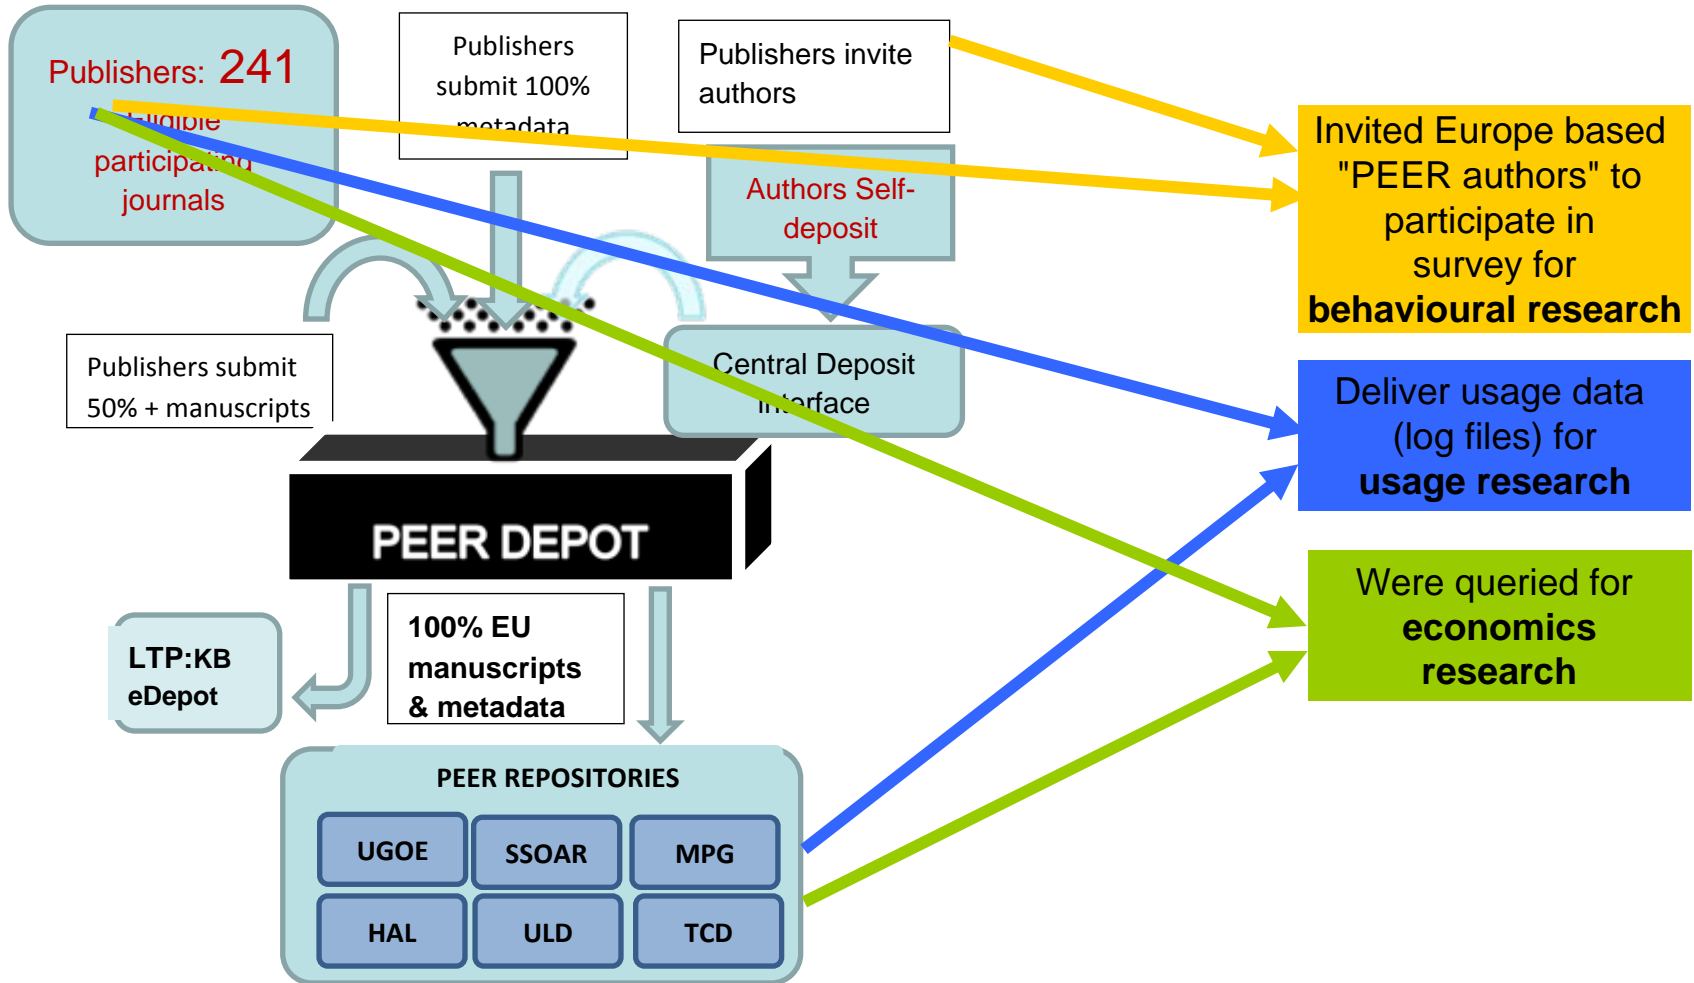 Publishers: 241
Eligible
participating
journals
Publishers
submit 100%
metadata
Publishers invite
authors
Authors Self-
deposit
Invited Europe based
"PEER authors" to
participate in
survey for
behavioural research
Publishers submit
50% + manuscripts
Central Deposit
interface
Deliver usage data
(log files) for
usage research
PEER DEPOT
Were queried for
economics
research
LTP:KB
eDepot
100% EU
manuscripts
& metadata
PEER REPOSITORIES
UGOE
SSOAR
MPG
HAL
ULD
TCD